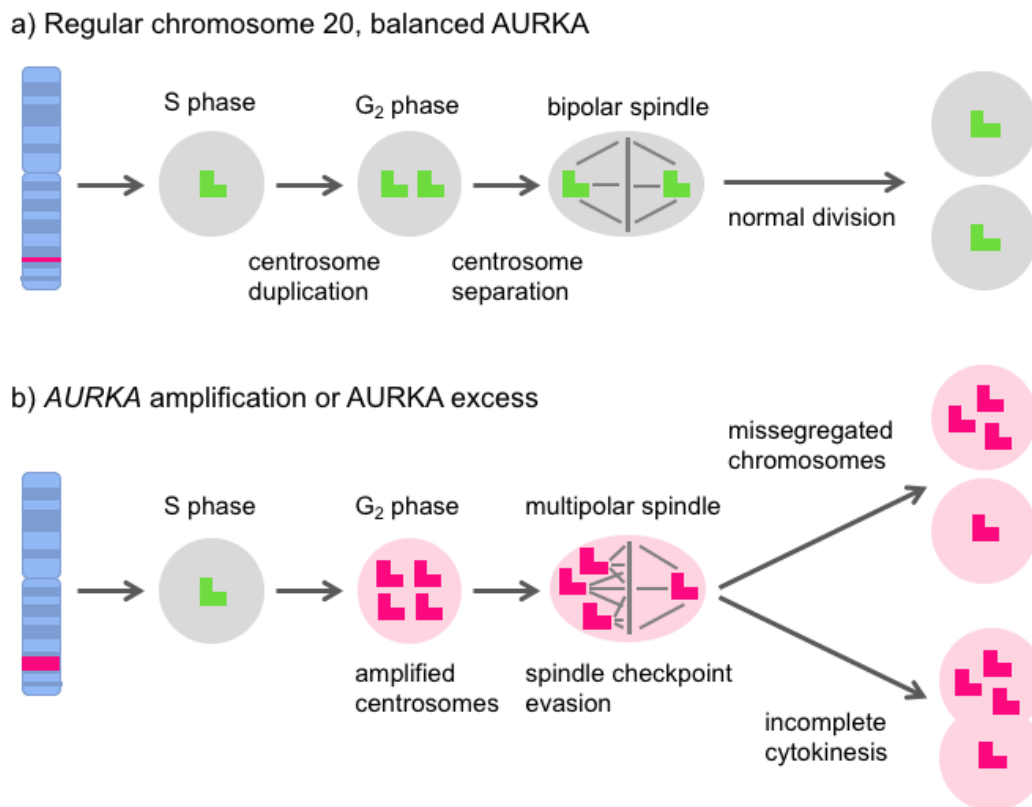 a) Regular chromosome 20, balanced AURKA
S phase
G₂ phase
bipolar spindle
centrosome
duplication
centrosome
separation
normal division
b) AURKA amplification or AURKA excess
missegregated
chromosomes
S phase
G₂ phase
multipolar spindle
amplified
centrosomes
spindle checkpoint
evasion
incomplete
cytokinesis